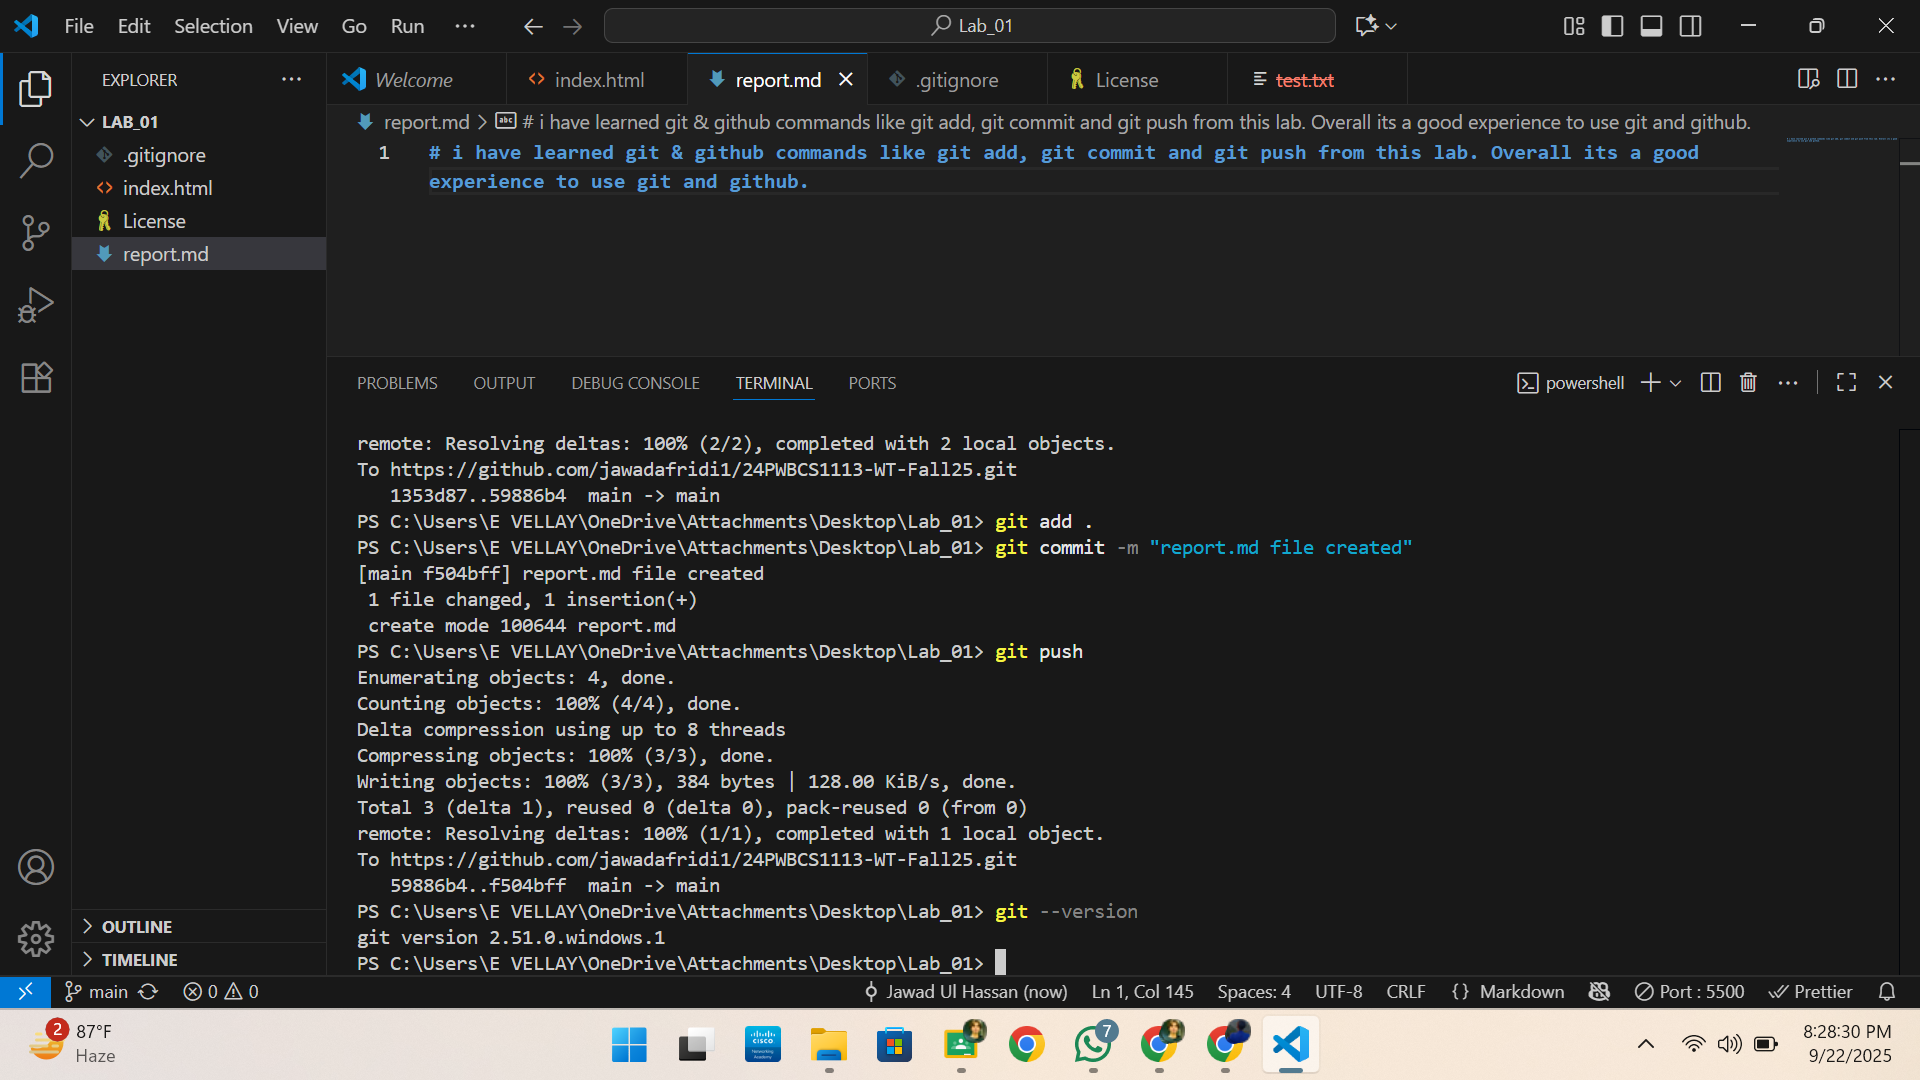 File Edit Selection View Go Run ··· Lab_01
EXPLORER ···
LAB_01
.gitignore
index.html
License
report.md
OUTLINE
TIMELINE
Welcome index.html report.md .gitignore License test.txt
report.md > # i have learned git & github commands like git add, git commit and git push from this lab. Overall its a good experience to use git and github.
1 # i have learned git & github commands like git add, git commit and git push from this lab. Overall its a good
experience to use git and github.
PROBLEMS OUTPUT DEBUG CONSOLE TERMINAL PORTS powershell
remote: Resolving deltas: 100% (2/2), completed with 2 local objects.
To https://github.com/jawadafridi1/24PWBCS1113-WT-Fall25.git
1353d87..59886b4 main -> main
PS C:\Users\E VELLAY\OneDrive\Attachments\Desktop\Lab_01> git add .
PS C:\Users\E VELLAY\OneDrive\Attachments\Desktop\Lab_01> git commit -m "report.md file created"
[main f504bff] report.md file created
1 file changed, 1 insertion(+)
create mode 100644 report.md
PS C:\Users\E VELLAY\OneDrive\Attachments\Desktop\Lab_01> git push
Enumerating objects: 4, done.
Counting objects: 100% (4/4), done.
Delta compression using up to 8 threads
Compressing objects: 100% (3/3), done.
Writing objects: 100% (3/3), 384 bytes | 128.00 KiB/s, done.
Total 3 (delta 1), reused 0 (delta 0), pack-reused 0 (from 0)
remote: Resolving deltas: 100% (1/1), completed with 1 local object.
To https://github.com/jawadafridi1/24PWBCS1113-WT-Fall25.git
59886b4..f504bff main -> main
PS C:\Users\E VELLAY\OneDrive\Attachments\Desktop\Lab_01> git --version
git version 2.51.0.windows.1
PS C:\Users\E VELLAY\OneDrive\Attachments\Desktop\Lab_01>
main 0 0 Jawad Ul Hassan (now) Ln 1, Col 145 Spaces: 4 UTF-8 CRLF {} Markdown Port : 5500 Prettier
2 87°F
Haze
7
8:28:30 PM
9/22/2025